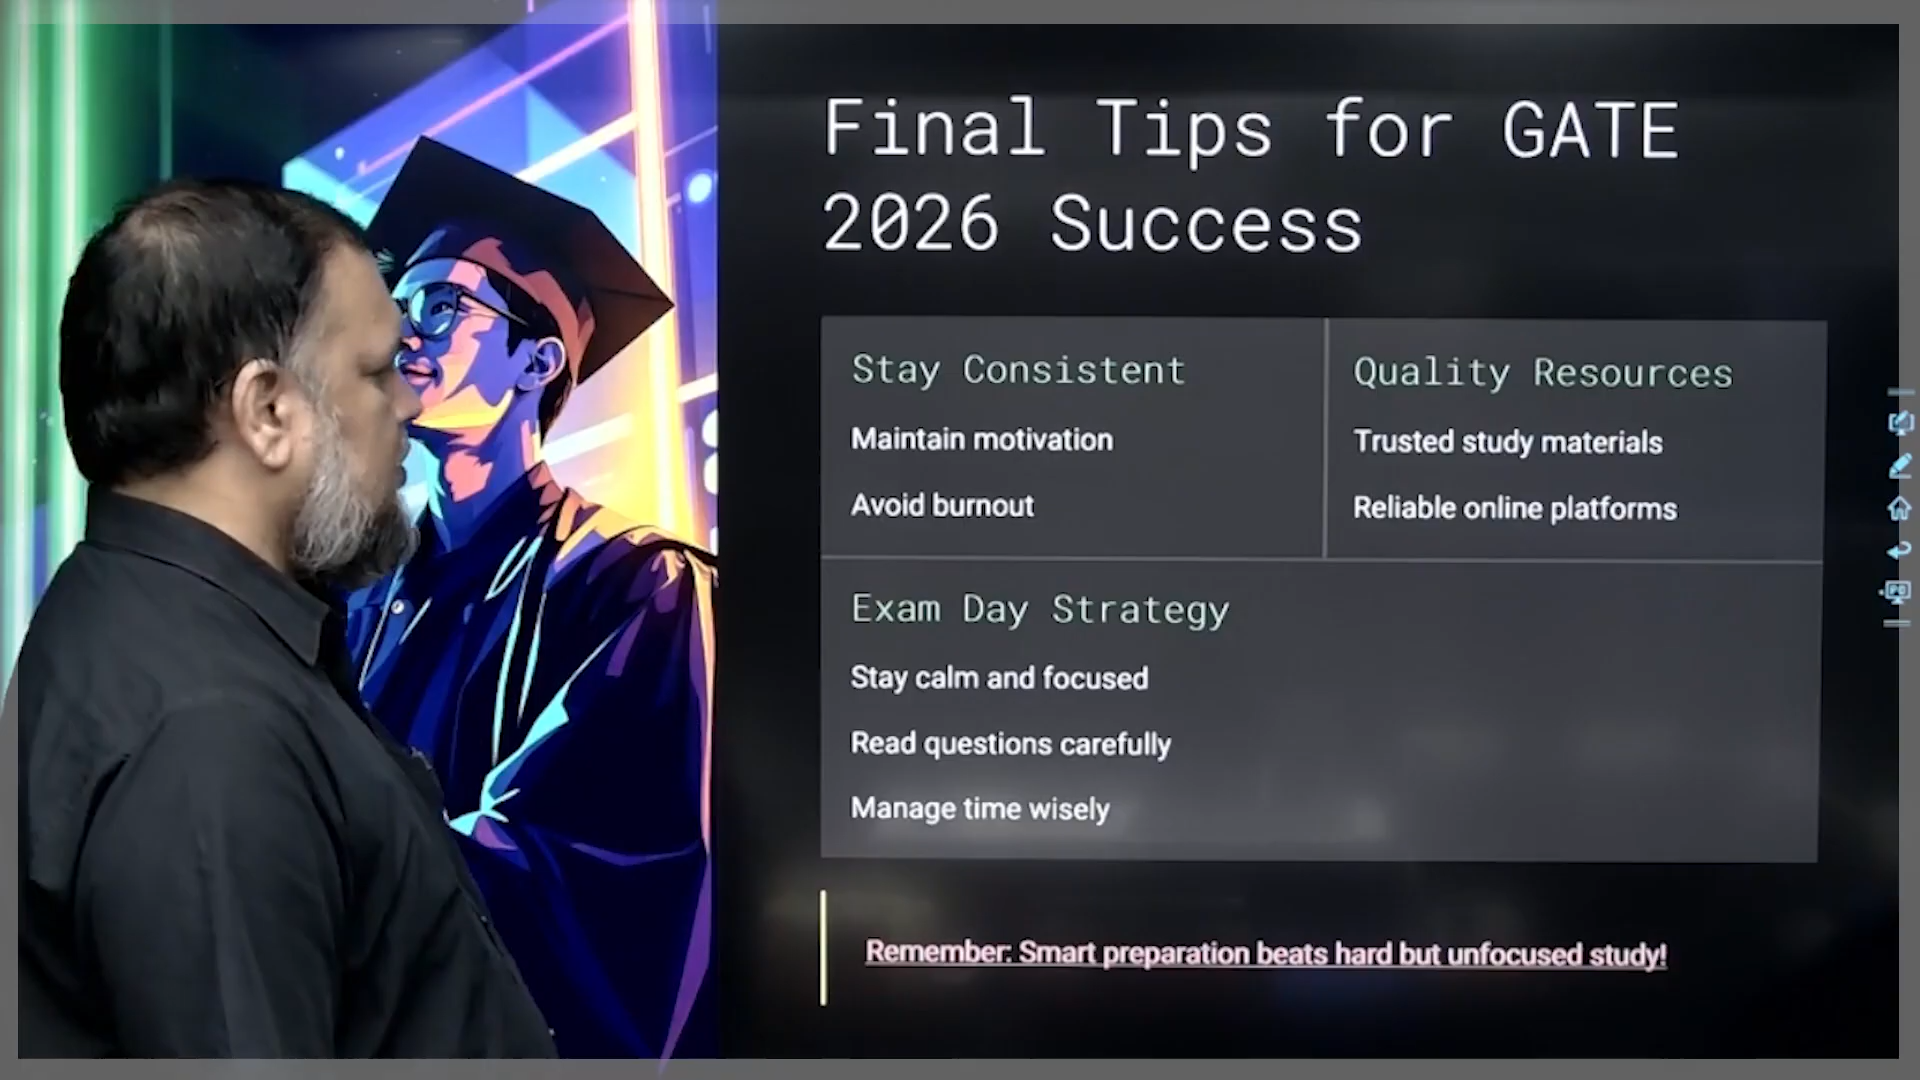 Final Tips for GATE
2026 Success
Stay Consistent
Maintain motivation
Avoid burnout
Quality Resources
Trusted study materials
Reliable online platforms
Exam Day Strategy
Stay calm and focused
Read questions carefully
Manage time wisely
Remember: Smart preparation beats hard but unfocused study!